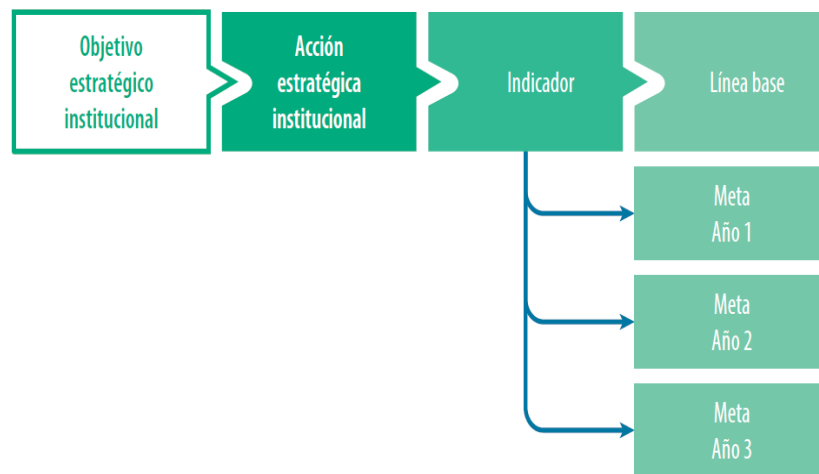 Objetivo
estratégico
institucional
Acción
estratégica
institucional
Indicador
Línea base
Meta
Año 1
Meta
Año 2
Meta
Año 3